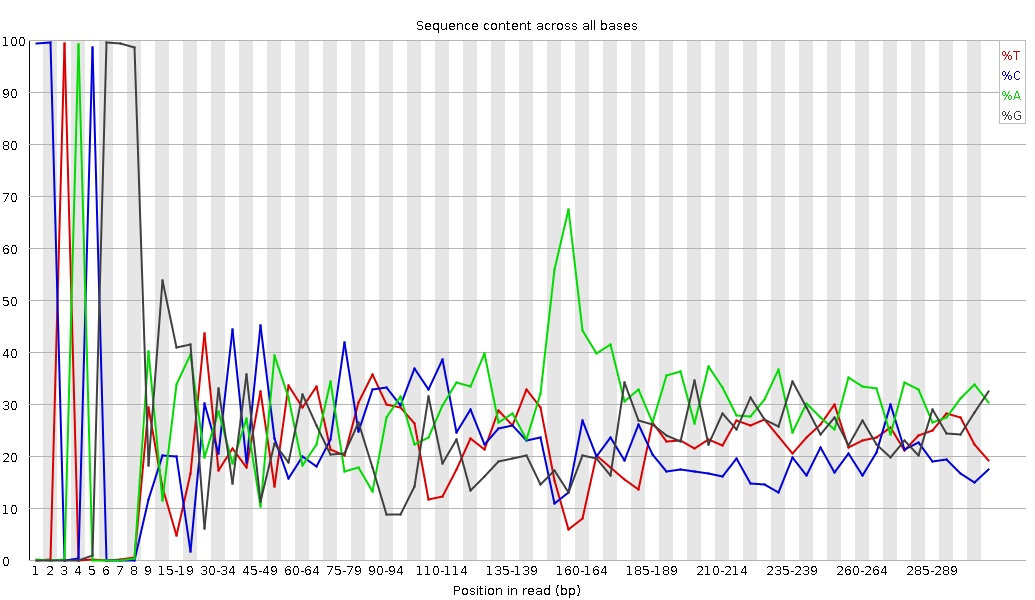 Sequence content across all bases
100
90
80
70
60
50
40
30
20
10
0
%T
%C
%A
%G
1 2 3 4 5 6 7 8 9 15-19 30-34 45-49 60-64 75-79 90-94 110-114 135-139 160-164 185-189 210-214 235-239 260-264 285-289
Position in read (bp)